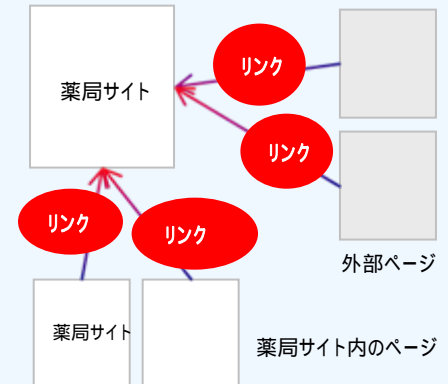 リンク
薬局サイト
リンク
リンク
リンク
外部ページ
薬局サイト
薬局サイト内のページ